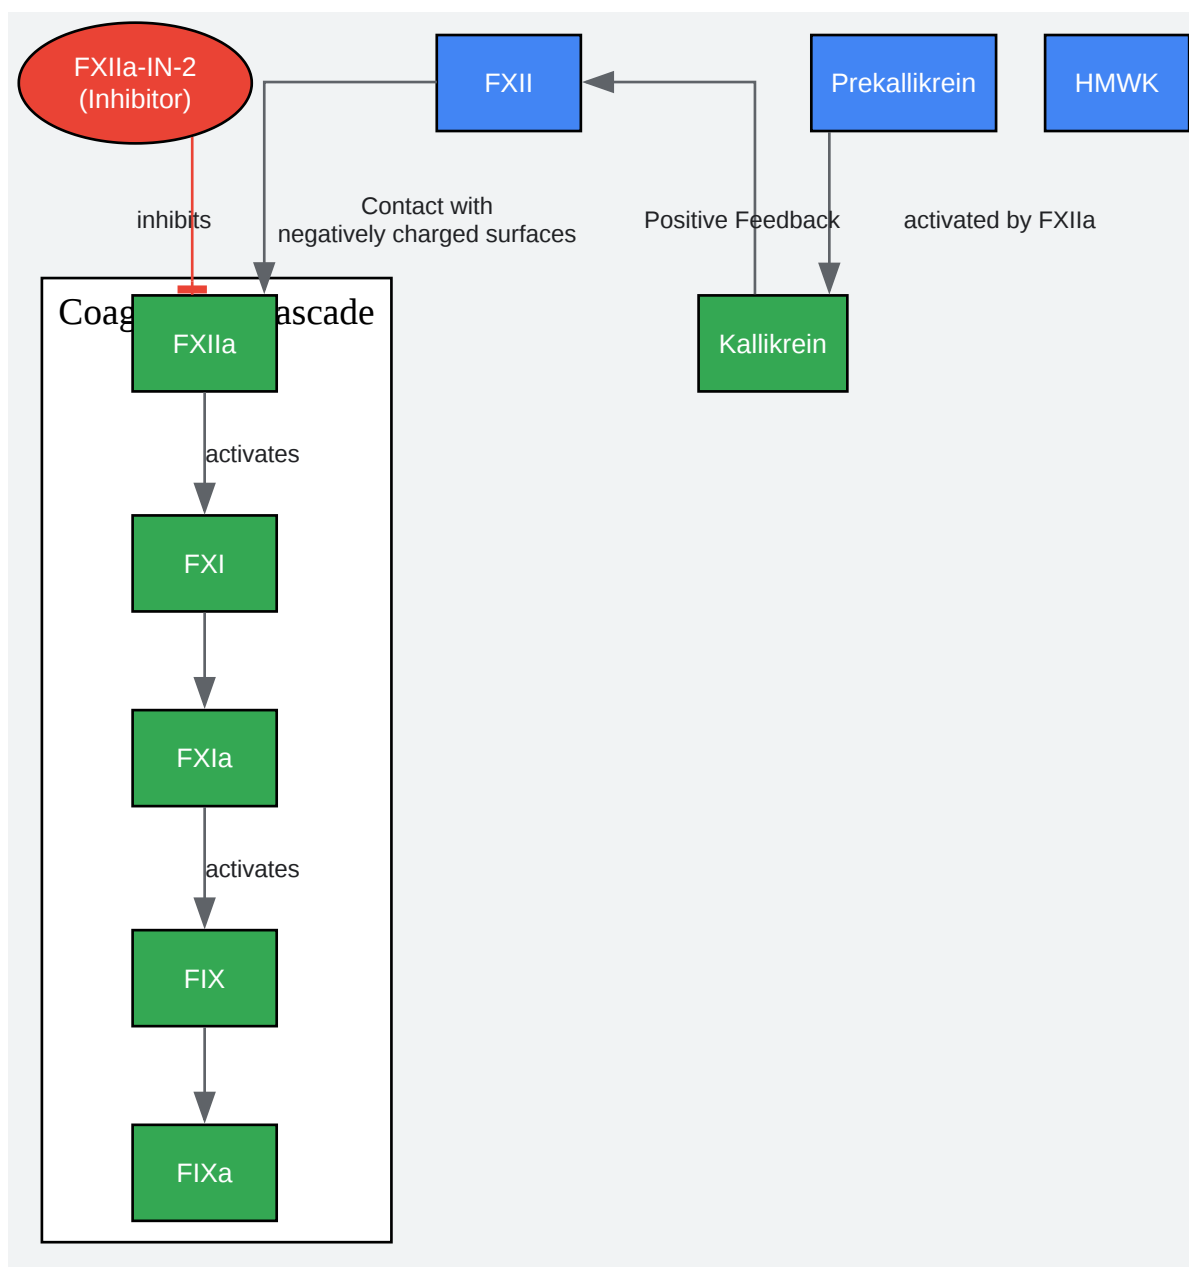 FXIIa-IN-2
(Inhibitor)
FXII
Prekallikrein
HMWK
inhibits
Contact with
negatively charged surfaces
Positive Feedback
activated by FXIIa
Coag ascade
FXIIa
Kallikrein
activates
FXI
FXIa
activates
FIX
FIXa